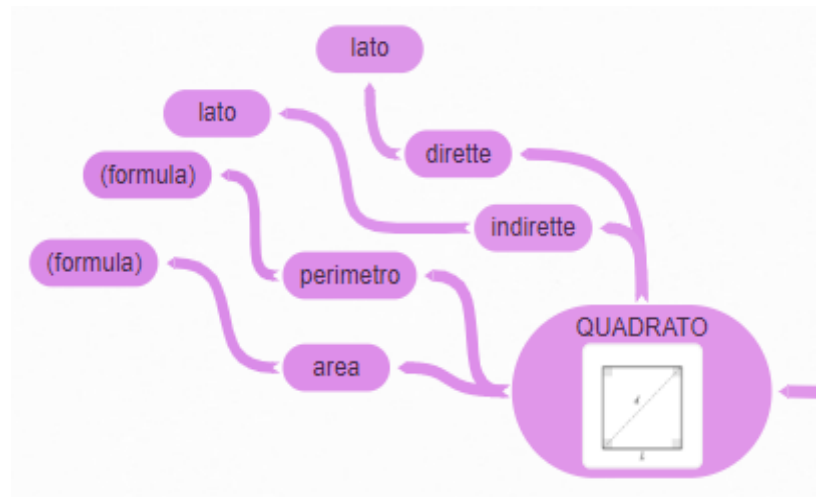 lato
lato
dirette
(formula)
indirette
(formula)
perimetro
QUADRATO
area